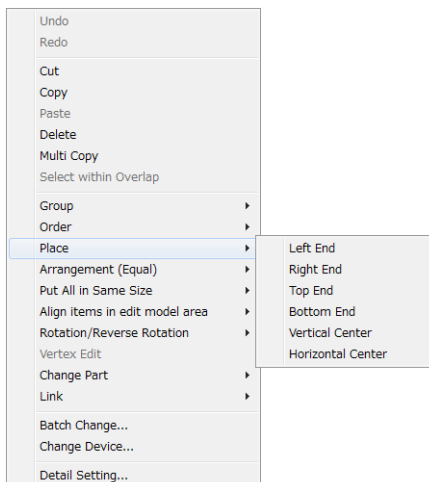 Undo
Redo
Cut
Copy
Paste
Delete
Multi Copy
Select within Overlap
Group
Order
Place
Arrangement (Equal)
Put All in Same Size
Align items in edit model area
Rotation/Reverse Rotation
Vertex Edit
Change Part
Link
Batch Change...
Change Device...
Detail Setting...
Left End
Right End
Top End
Bottom End
Vertical Center
Horizontal Center